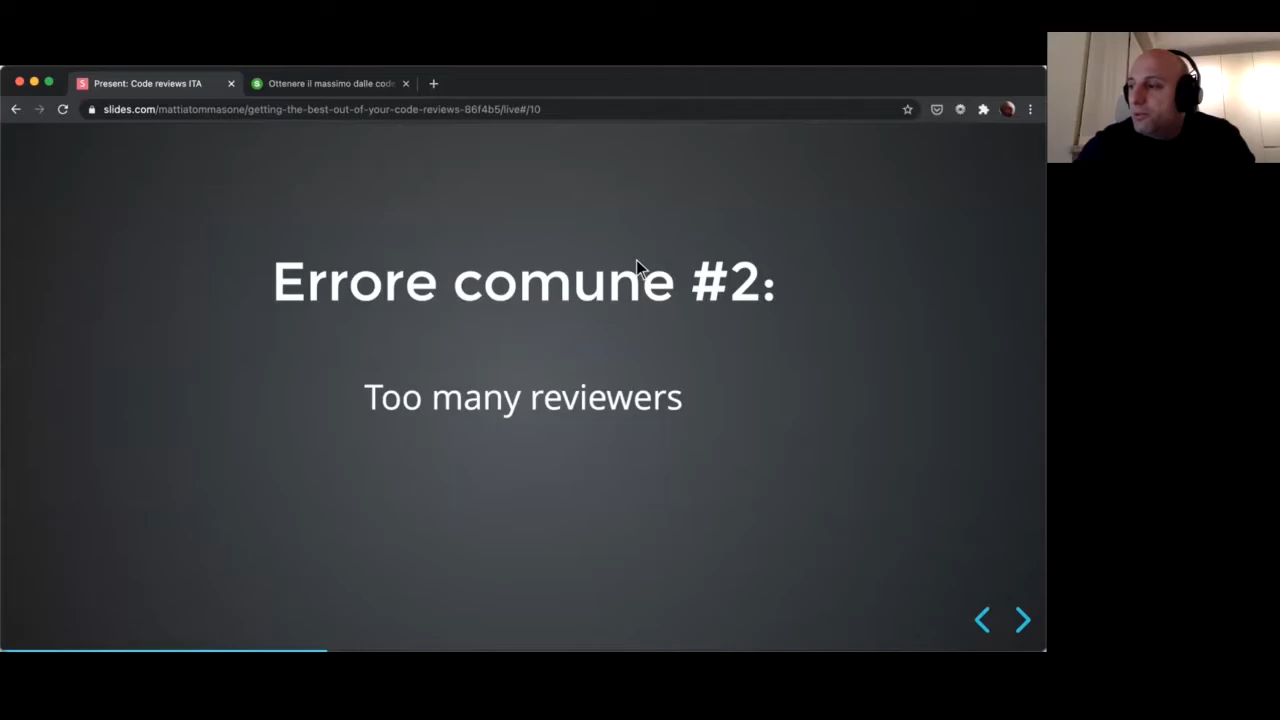 Present: Code reviews ITA
Ottenere il massimo dalle code
slides.com/mattiatommasone/getting-the-best-out-of-your-code-reviews-86f4b5/live#/10
Errore comune #2:
Too many reviewers